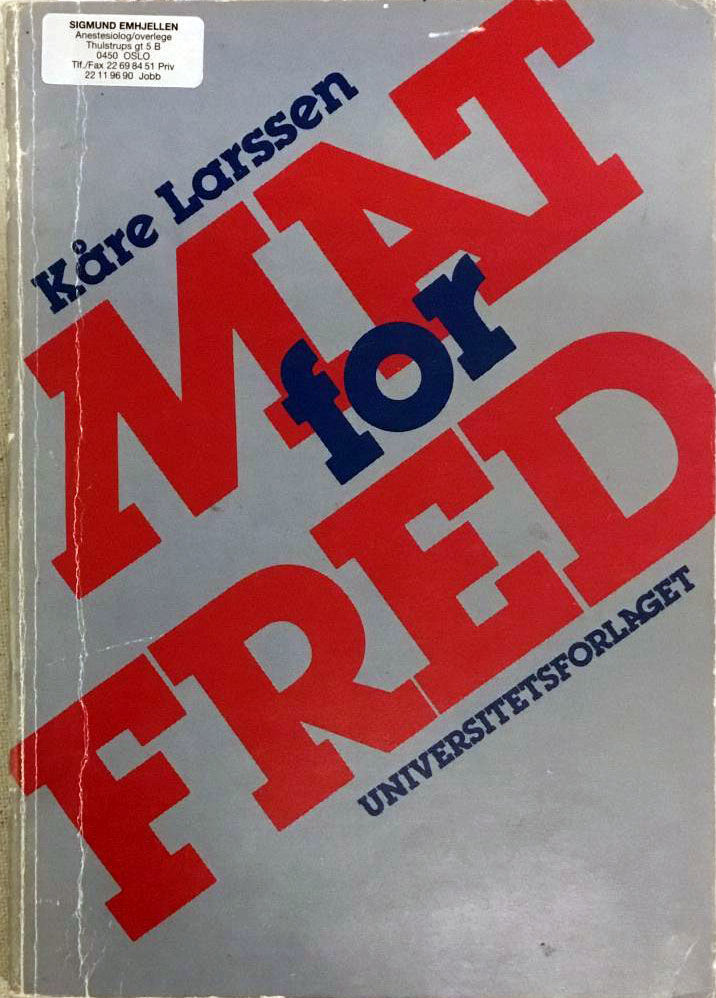 SIGMUND EMHJELLEN
Anestesiolog/overlege
Thulstrups gt 5 B
0450 OSLO
Tlf./Fax 22 69 84 51 Priv
22 11 96 90 Jobb
Kåre Larssen
MAT
for
FRED
UNIVERSITETSFORLAGET